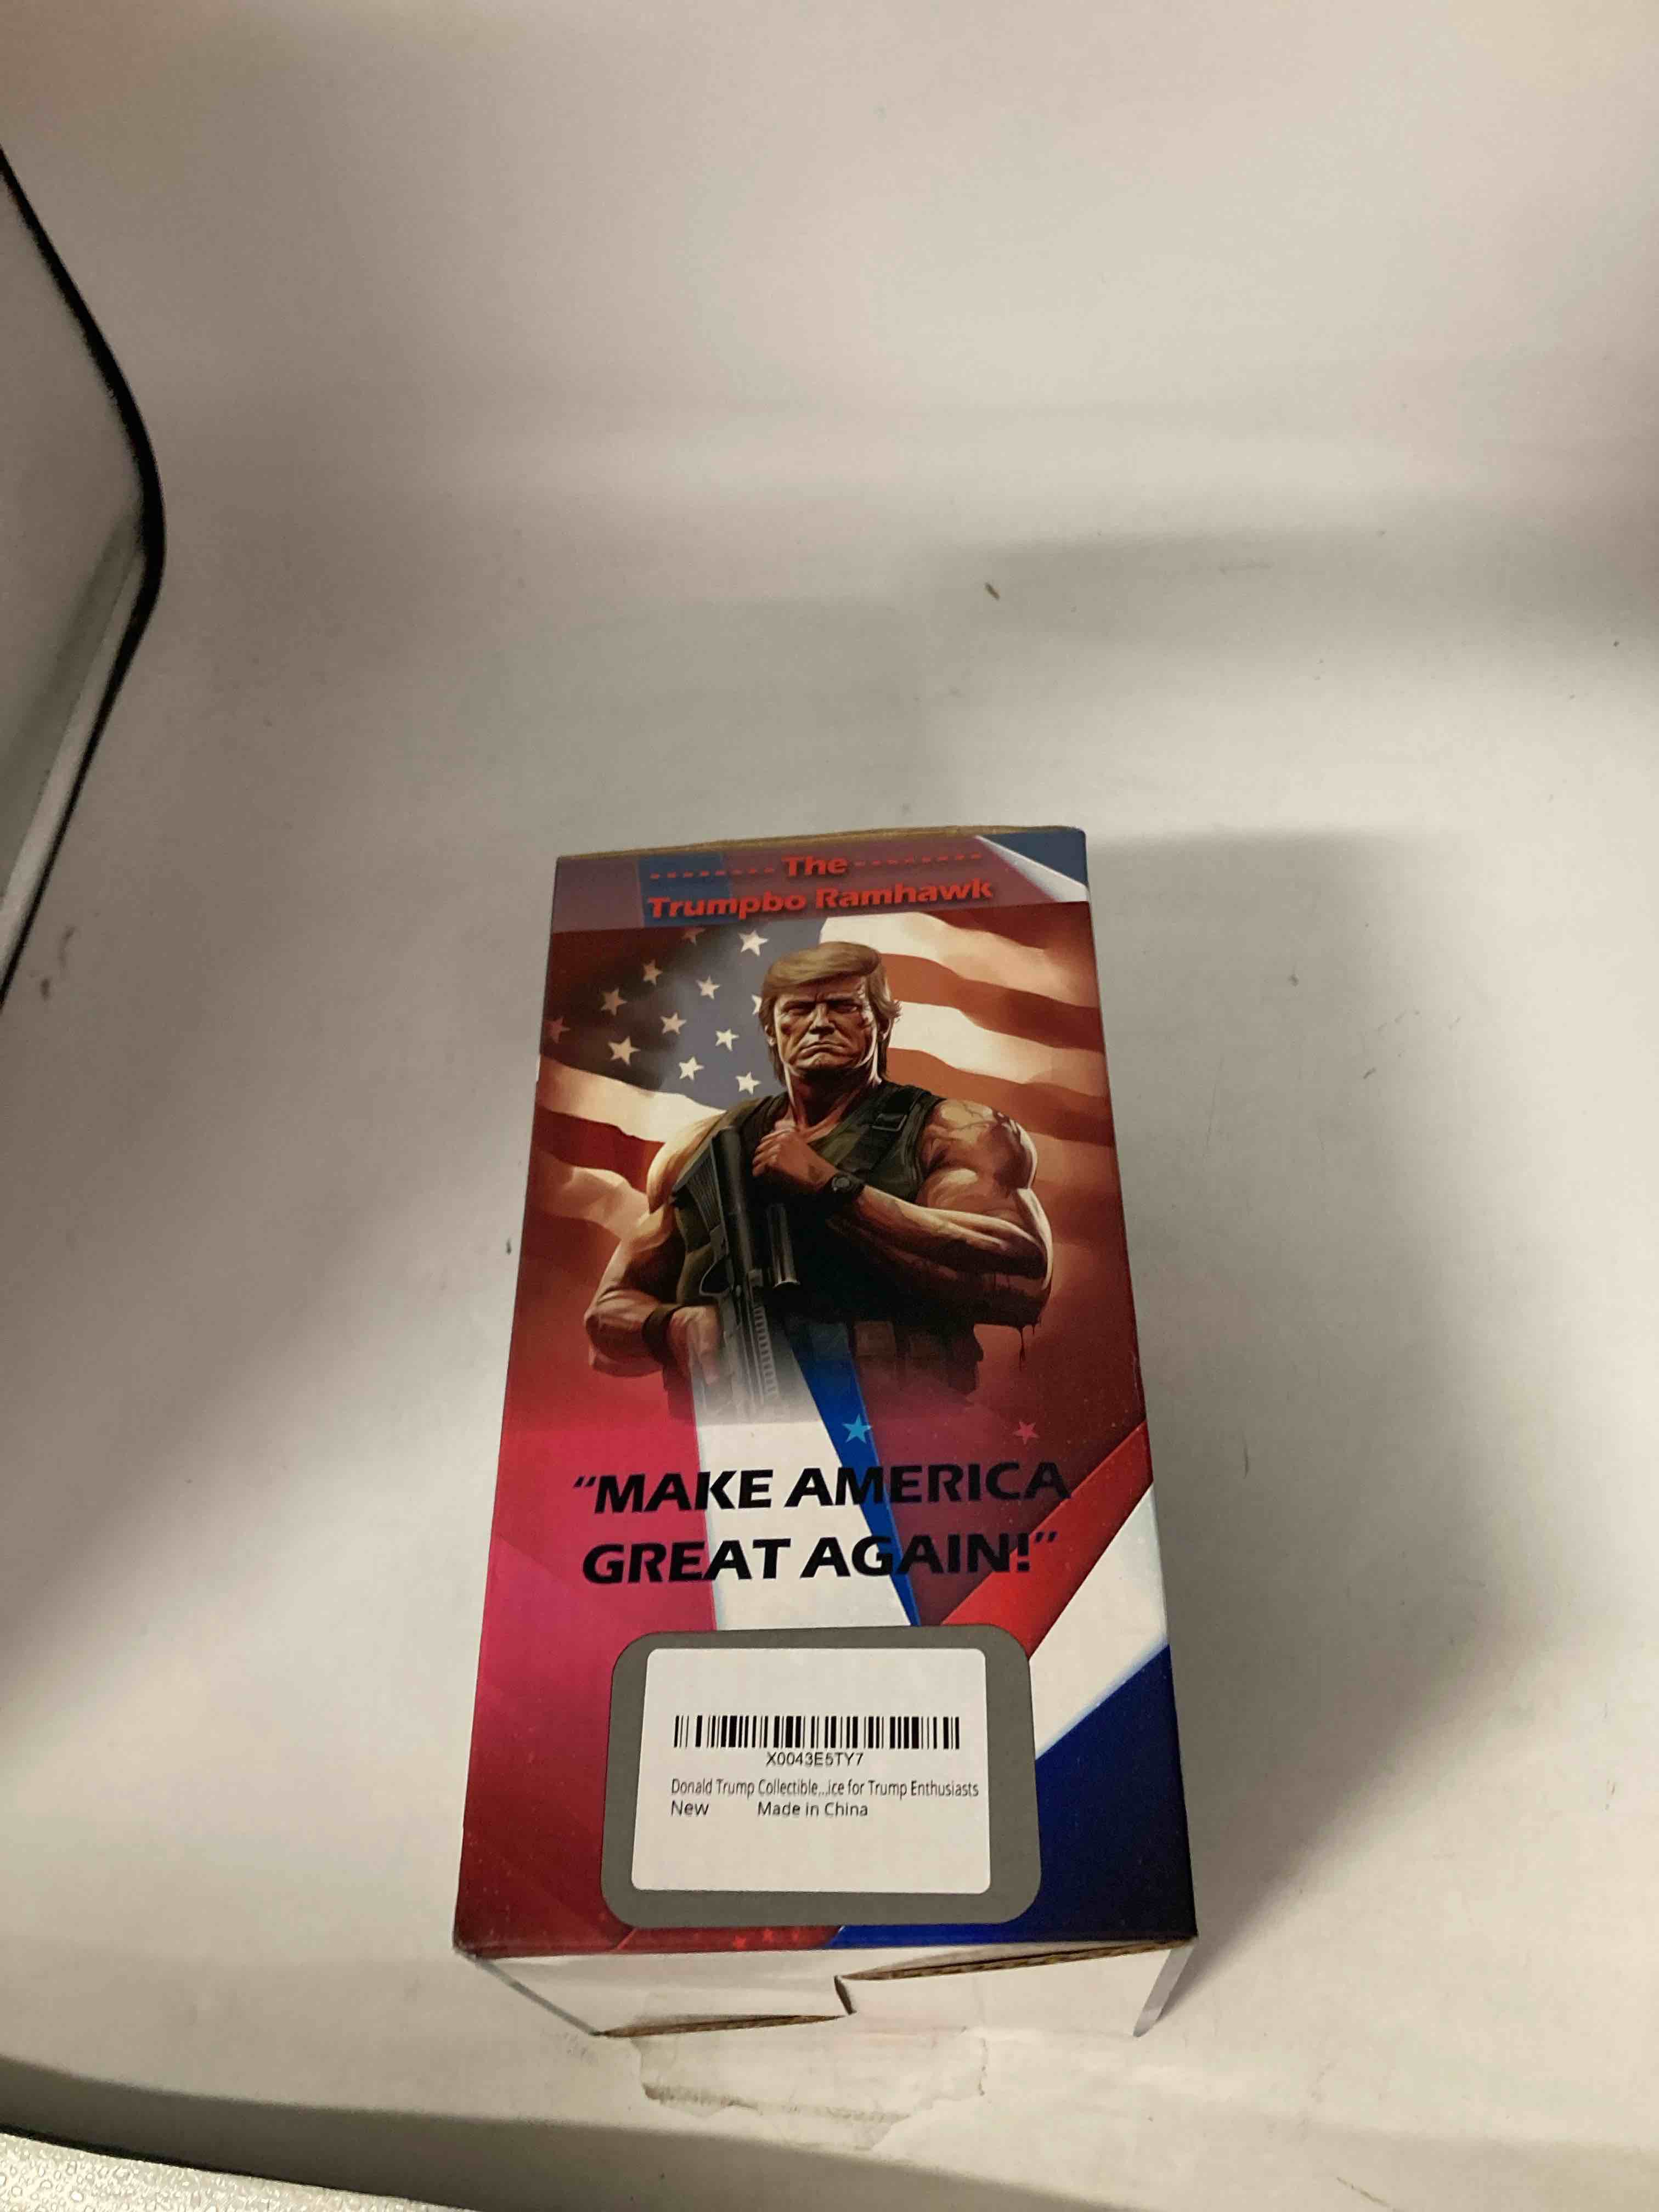 --------The--------
Trumpbo Ramhawk
“MAKE AMERICA
GREAT AGAIN!”
X0043E5TY7
Donald Trump Collectible...ice for Trump Enthusiasts
New Made in China